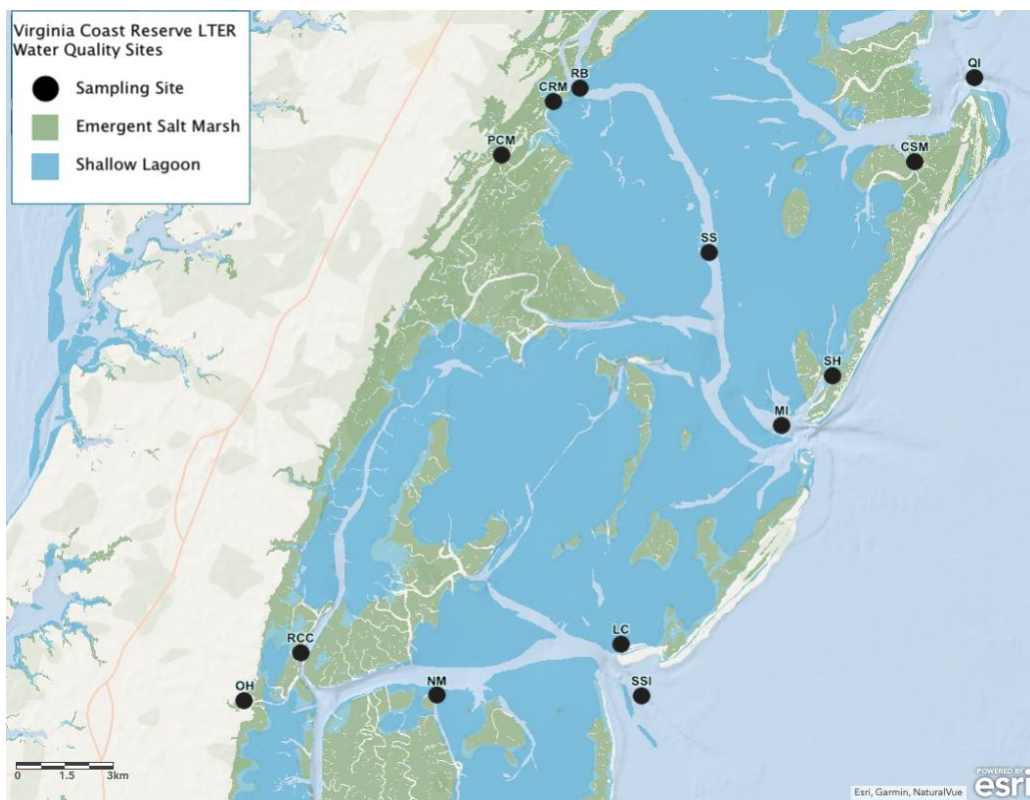 Virginia Coast Reserve LTER
Water Quality Sites
Sampling Site
Emergent Salt Marsh
Shallow Lagoon
QI
RB
CRM
PCM
CSM
SS
SH
MI
LC
RCC
SSI
OH
NM
0 1.5 3km
Esri, Garmin, NaturalVue
POWERED BY
esri